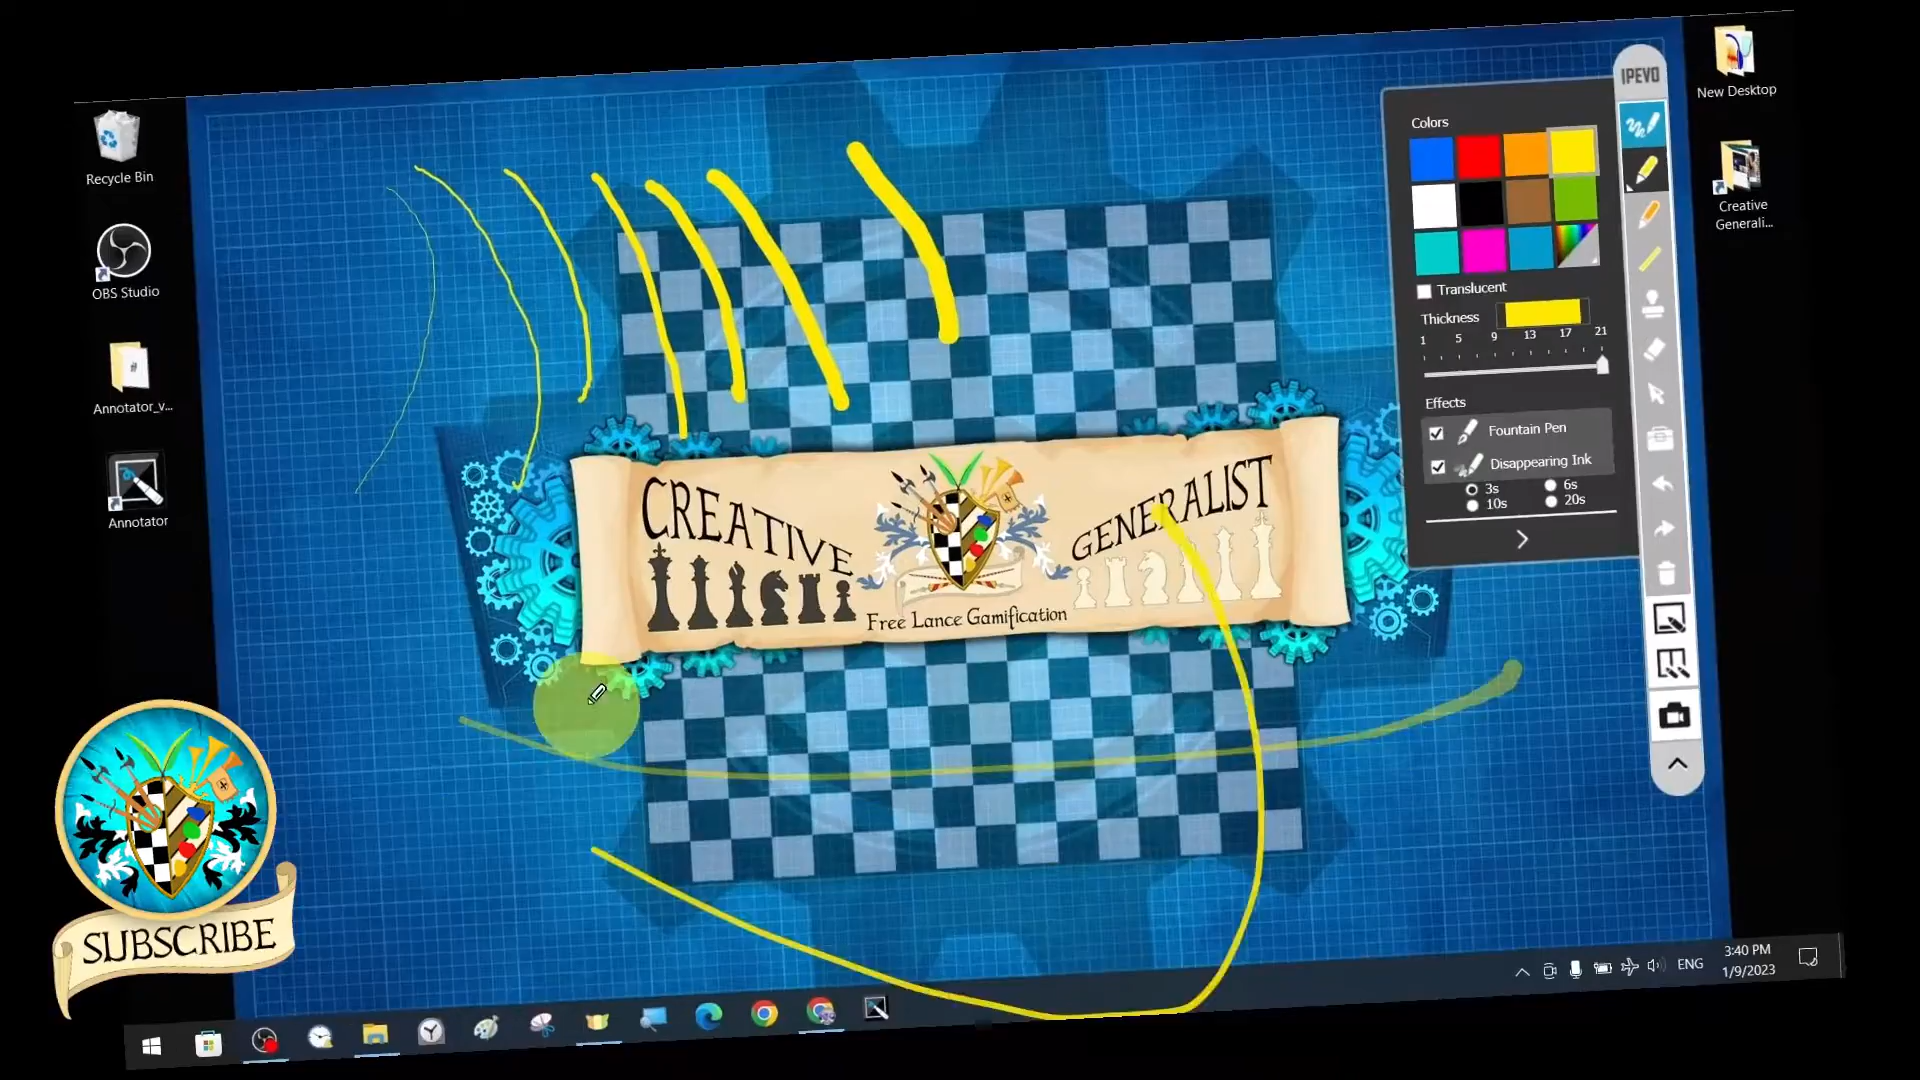 Recycle Bin
OBS Studio
Annotator_v...
#
Annotator
SUBSCRIBE
CREATIVE
GENERALIST
Free Lance Gamification
IPEVO
Colors
Translucent
Thickness
1 5 9 13 17 21
Effects
Fountain Pen
Disappearing Ink
3s 6s
10s 20s
New Desktop
Creative
Generali...
ENG
3:40 PM
1/9/2023